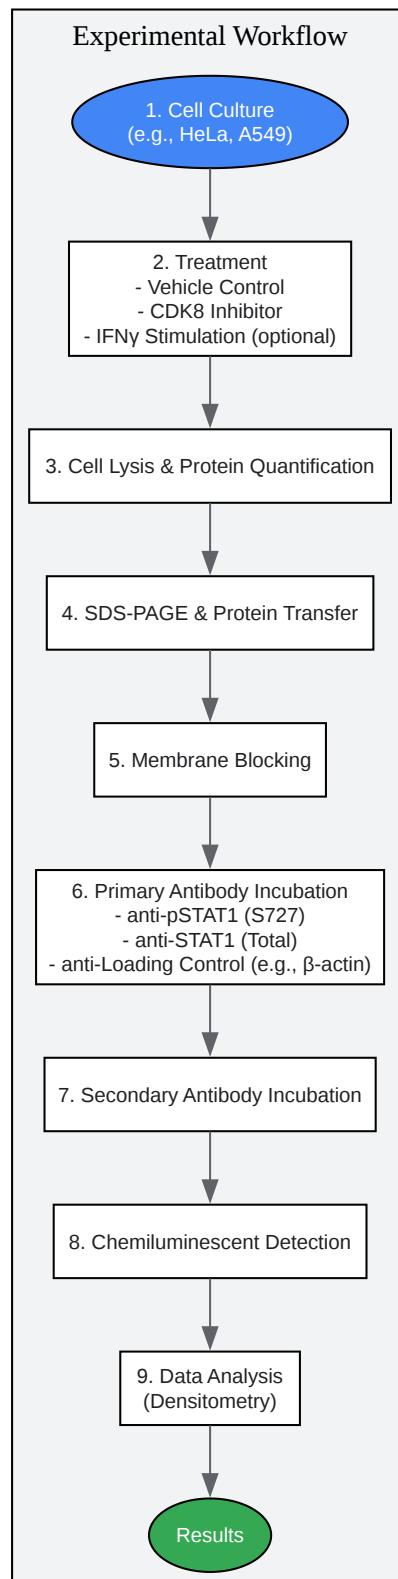 Experimental Workflow
1. Cell Culture
(e.g., HeLa, A549)
2. Treatment
- Vehicle Control
- CDK8 Inhibitor
- IFNγ Stimulation (optional)
3. Cell Lysis & Protein Quantification
4. SDS-PAGE & Protein Transfer
5. Membrane Blocking
6. Primary Antibody Incubation
- anti-pSTAT1 (S727)
- anti-STAT1 (Total)
- anti-Loading Control (e.g., β-actin)
7. Secondary Antibody Incubation
8. Chemiluminescent Detection
9. Data Analysis
(Densitometry)
Results